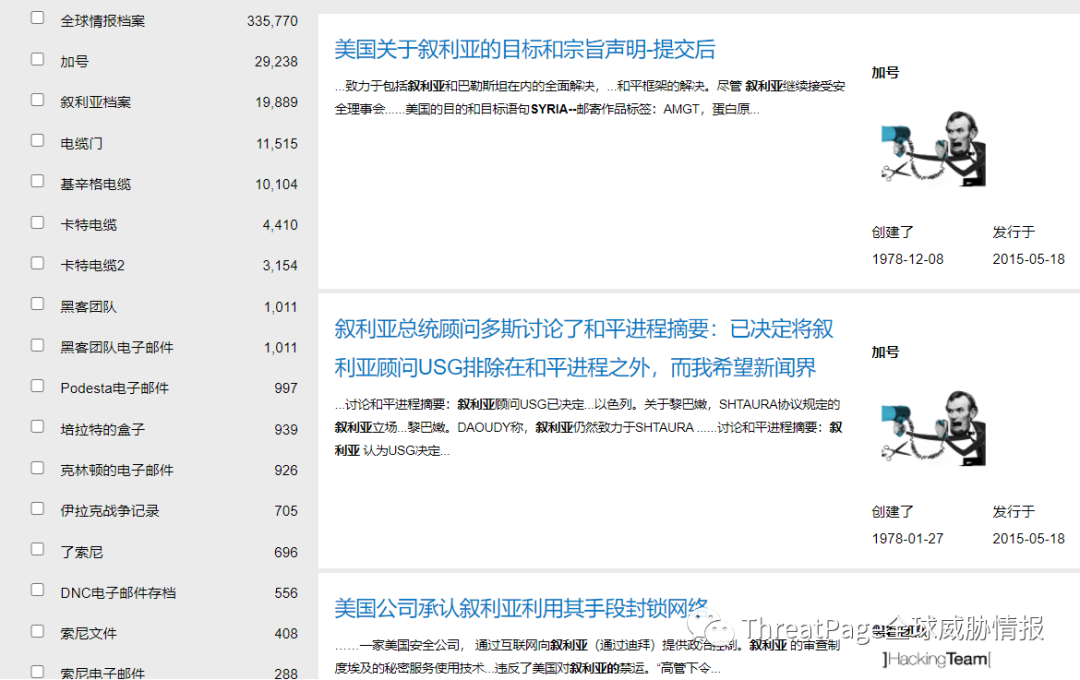 全球情报档案 335,770
加号 29,238
叙利亚档案 19,889
电缆门 11,515
基辛格电缆 10,104
卡特电缆 4,410
卡特电缆2 3,154
黑客团队 1,011
黑客团队电子邮件 1,011
Podesta电子邮件 997
培拉特的盒子 939
克林顿的电子邮件 926
伊拉克战争记录 705
了索尼 696
DNC电子邮件存档 556
索尼文件 408
索尼电子邮件 288
美国关于叙利亚的目标和宗旨声明-提交后
...致力于包括叙利亚和巴勒斯坦在内的全面解决，...和平框架的解决。尽管 叙利亚继续接受安
全理事会......美国的目的和目标语句SYRIA--邮寄作品标签：AMGT，蛋白原...
加号
创建了 发行于
1978-12-08 2015-05-18
叙利亚总统顾问多斯讨论了和平进程摘要：已决定将叙
利亚顾问USG排除在和平进程之外，而我希望新闻界
...讨论和平进程摘要：叙利亚顾问USG已决定...以色列。关于黎巴嫩，SHTAURA协议规定的
叙利亚立场...黎巴嫩。DAOUDY称，叙利亚仍然致力于SHTAURA ......讨论和平进程摘要：叙
利亚 认为USG决定...
加号
创建了 发行于
1978-01-27 2015-05-18
美国公司承认叙利亚利用其手段封锁网络
......一家美国安全公司， 通过互联网向叙利亚（通过迪拜）提供政治控制。叙利亚 的审查制
度埃及的秘密服务使用技术...违反了美国对叙利亚的禁运。“高管下令...
]HackingTeam[
ThreatPage全球威胁情报